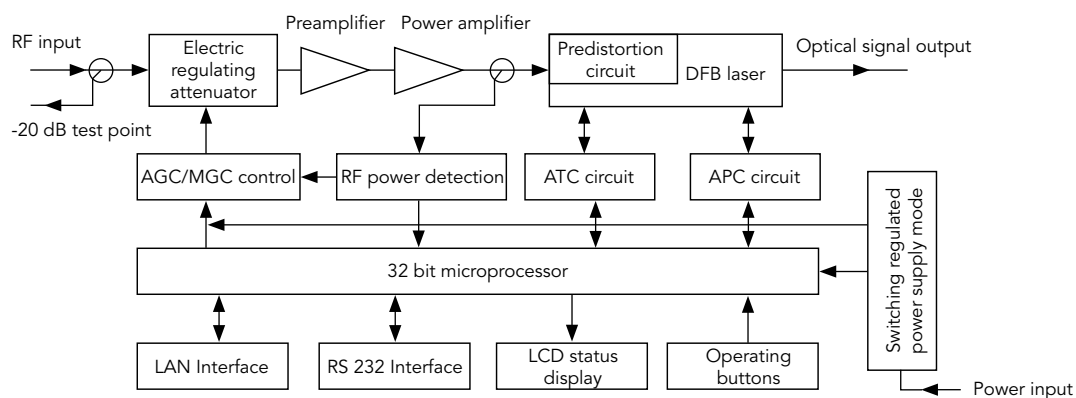 Preamplifier
Power amplifier
RF input
Electric
regulating
attenuator
Predistortion
circuit
DFB laser
Optical signal output
-20 dB test point
AGC/MGC control
RF power detection
ATC circuit
APC circuit
Switching regulated
power supply mode
32 bit microprocessor
LAN Interface
RS 232 Interface
LCD status
display
Operating
buttons
Power input